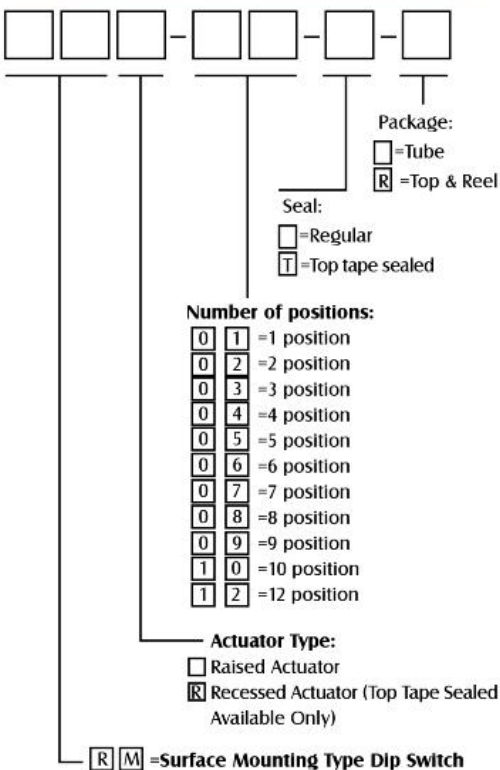 Package:
=Tube
R =Top & Reel
Seal:
=Regular
T =Top tape sealed
Number of positions:
0 1 =1 position
0 2 =2 position
0 3 =3 position
0 4 =4 position
0 5 =5 position
0 6 =6 position
0 7 =7 position
0 8 =8 position
0 9 =9 position
1 0 =10 position
1 2 =12 position
Actuator Type:
Raised Actuator
R Recessed Actuator (Top Tape Sealed
Available Only)
R M =Surface Mounting Type Dip Switch